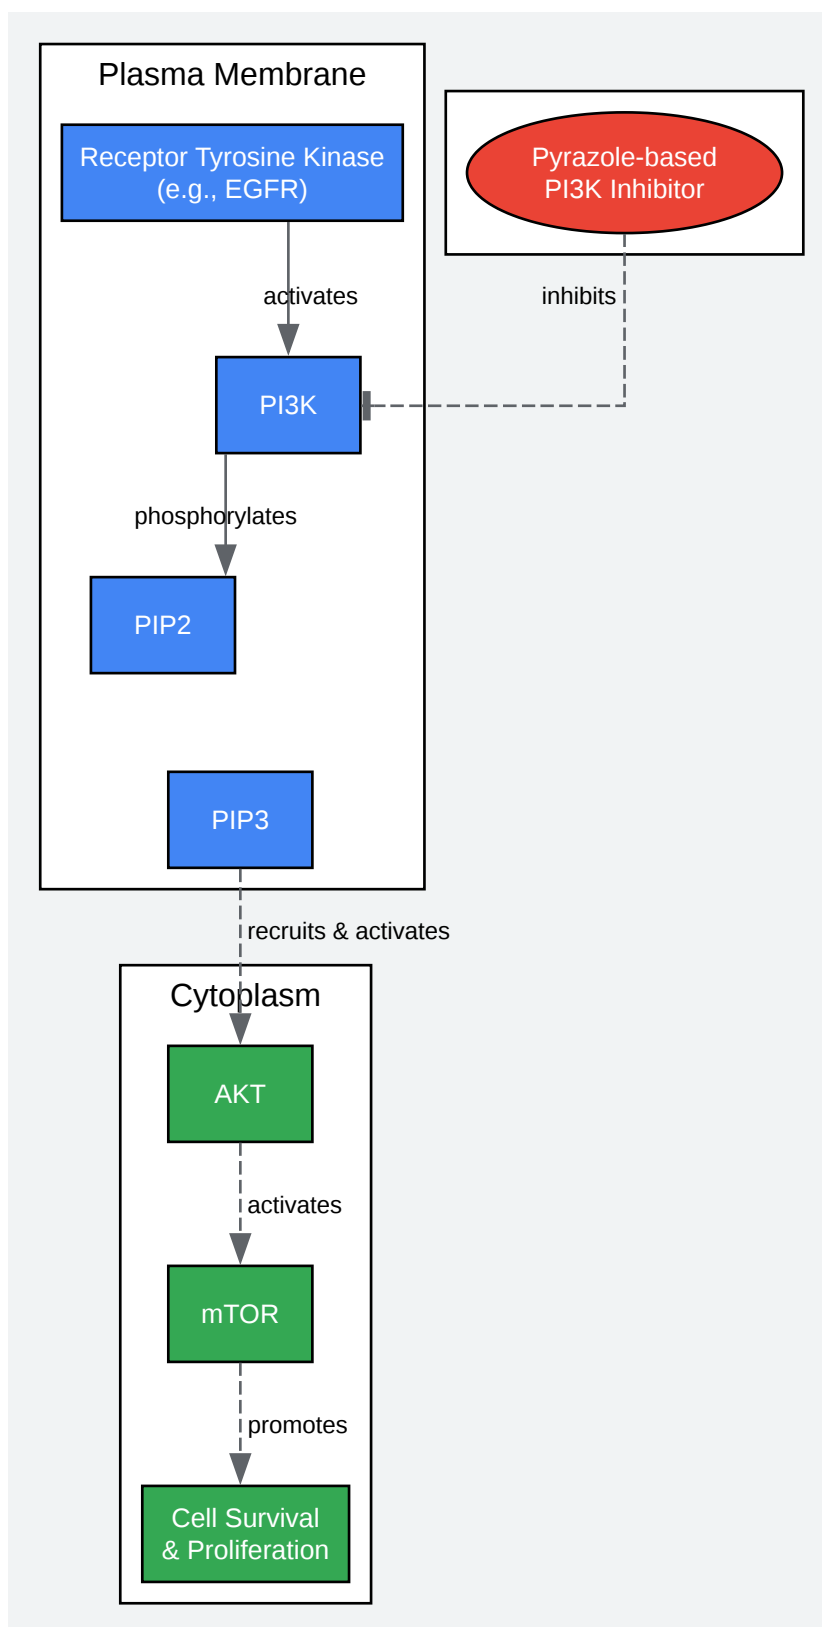 Plasma Membrane
Receptor Tyrosine Kinase
(e.g., EGFR)
Pyrazole-based
PI3K Inhibitor
activates
inhibits
PI3K
phosphorylates
PIP2
PIP3
recruits & activates
Cytoplasm
AKT
activates
mTOR
promotes
Cell Survival
& Proliferation